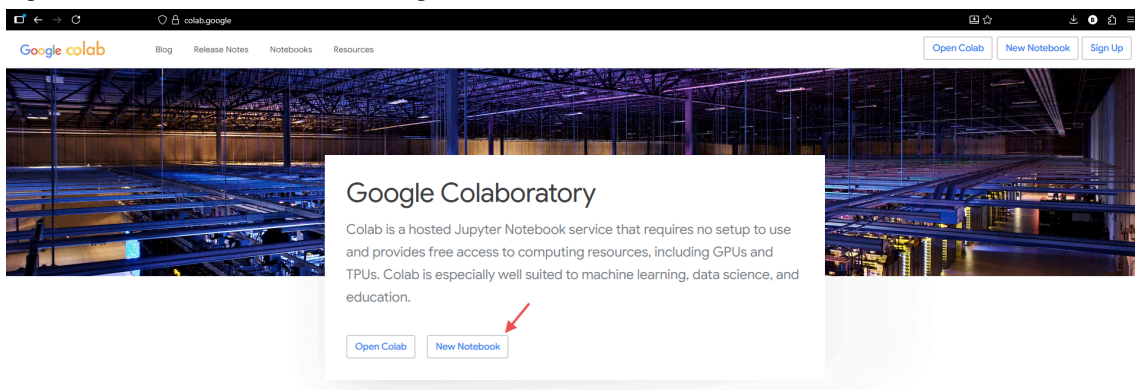 colab.google
Google colab Blog Release Notes Notebooks Resources Open Colab New Notebook Sign Up
Google Colaboratory
Colab is a hosted Jupyter Notebook service that requires no setup to use
and provides free access to computing resources, including GPUs and
TPUs. Colab is especially well suited to machine learning, data science, and
education.
Open Colab New Notebook